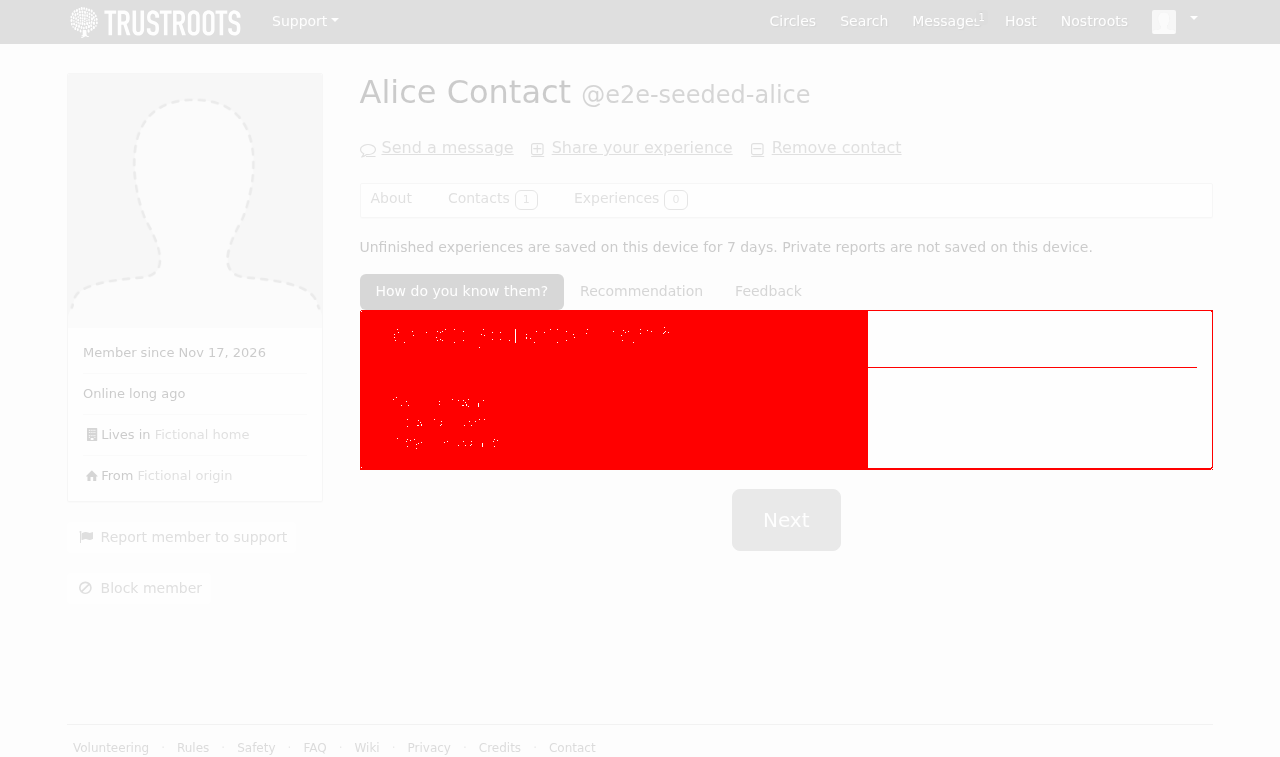 TRUSTROOTS Support Circles Search Messages 1 Host Nostroots
Alice Contact @e2e-seeded-alice
Send a message Share your experience Remove contact
About Contacts 1 Experiences 0
Unfinished experiences are saved on this device for 7 days. Private reports are not saved on this device.
How do you know them? Recommendation Feedback
Member since Nov 17, 2026
Online long ago
Lives in Fictional home
From Fictional origin
Next
Report member to support
Block member
Volunteering · Rules · Safety · FAQ · Wiki · Privacy · Credits · Contact